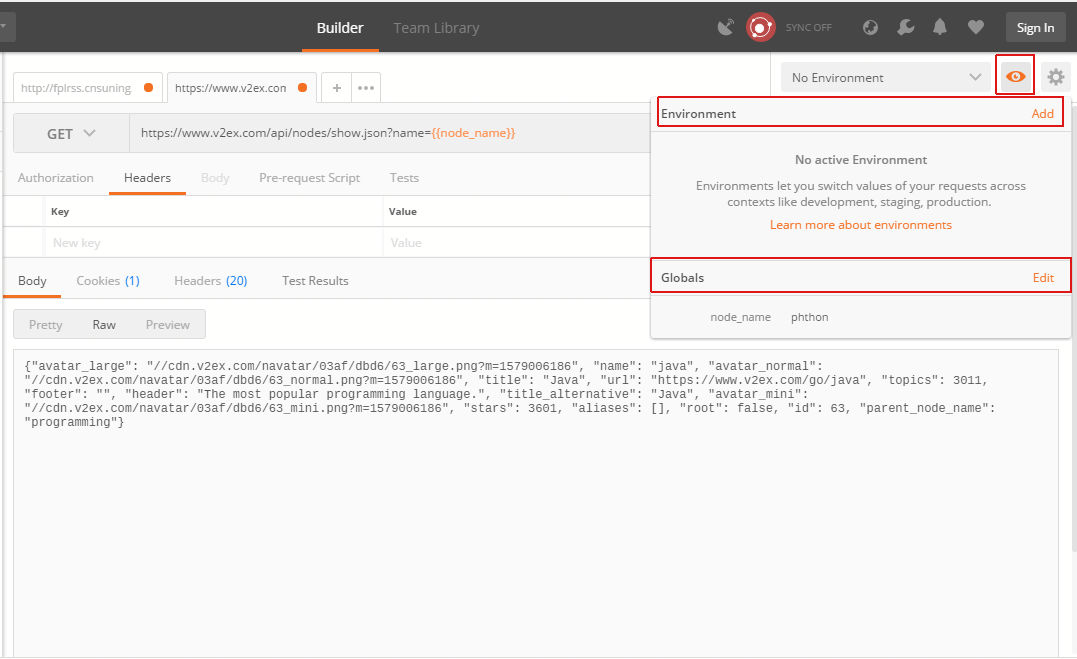 Builder Team Library SYNC OFF Sign In
http://fplrss.cnsuning https://www.v2ex.con + No Environment
Environment Add
GET https://www.v2ex.com/api/nodes/show.json?name={{node_name}}
No active Environment
Environments let you switch values of your requests across
contexts like development, staging, production.
Learn more about environments
Authorization Headers Body Pre-request Script Tests
Key Value
New key Value
Globals Edit
node_name phthon
Body Cookies (1) Headers (20) Test Results
Pretty Raw Preview
{"avatar_large": "//cdn.v2ex.com/navatar/03af/dbd6/63_large.png?m=1579006186", "name": "java", "avatar_normal":
"//cdn.v2ex.com/navatar/03af/dbd6/63_normal.png?m=1579006186", "title": "Java", "url": "https://www.v2ex.com/go/java", "topics": 3011,
"footer": "", "header": "The most popular programming language.", "title_alternative": "Java", "avatar_mini":
"//cdn.v2ex.com/navatar/03af/dbd6/63_mini.png?m=1579006186", "stars": 3601, "aliases": [], "root": false, "id": 63, "parent_node_name":
"programming"}